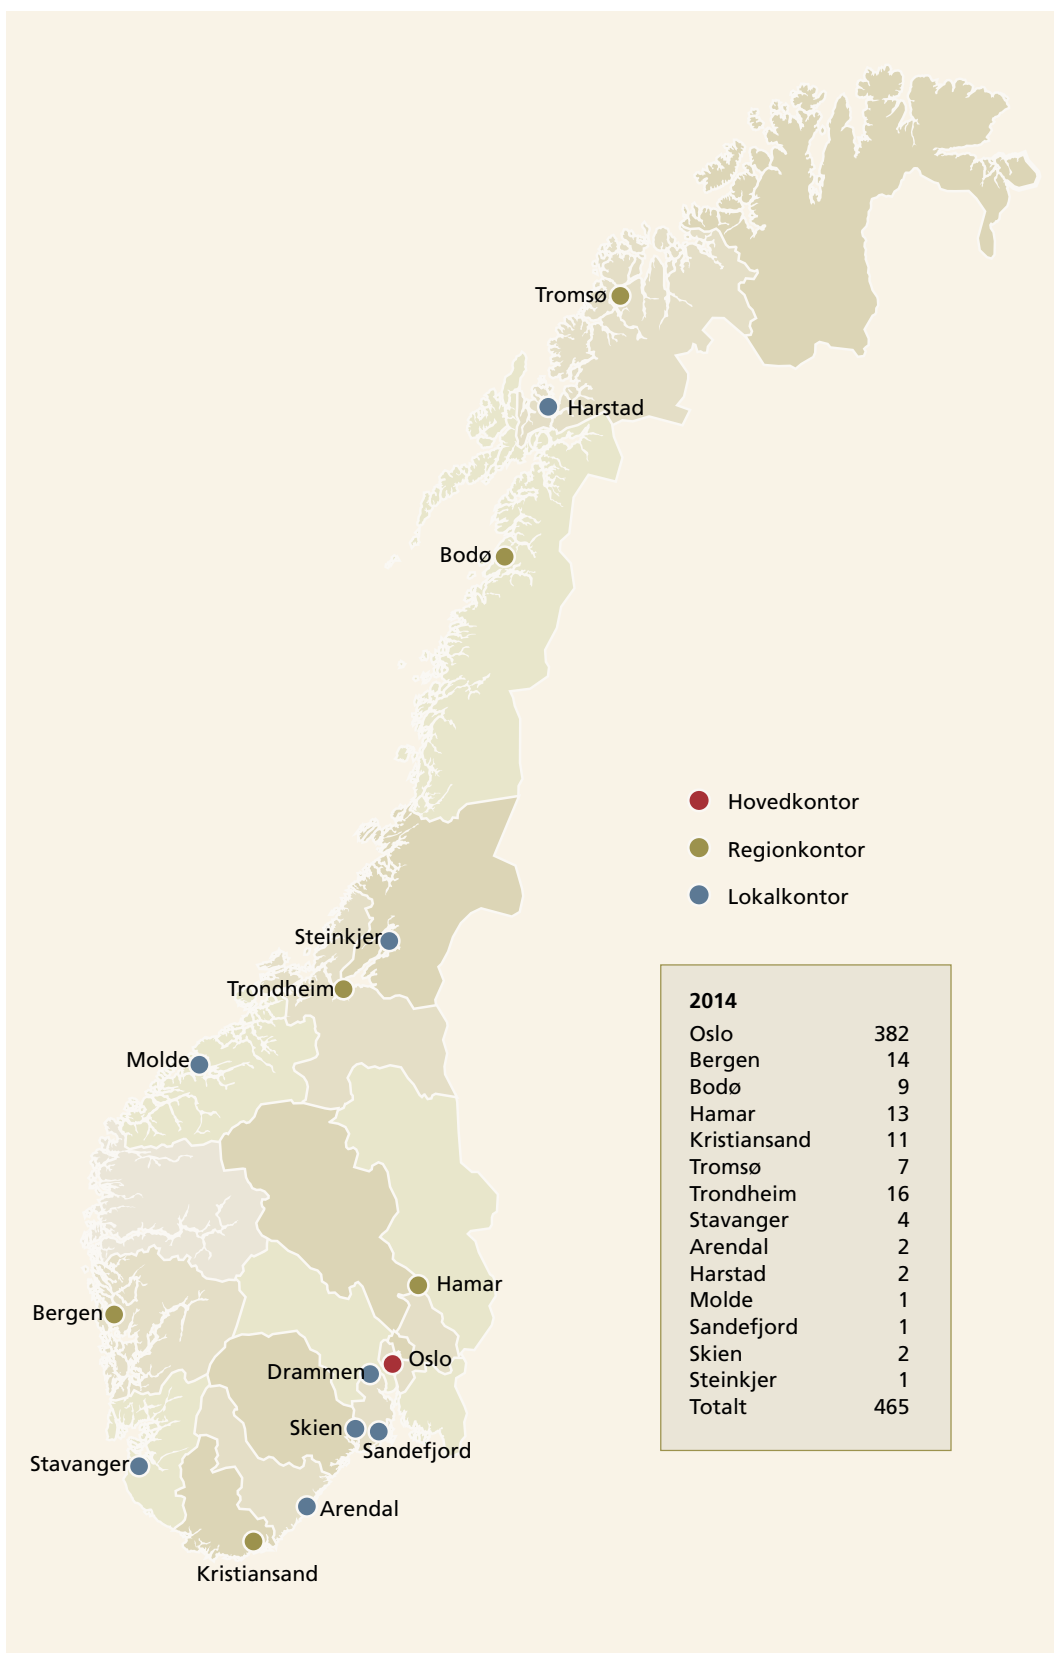 Tromsø
Harstad
Bodø
Hovedkontor
Regionkontor
Lokalkontor
Steinkjer
Trondheim
Molde
Hamar
Bergen
Oslo
Drammen
Skien
Sandefjord
Stavanger
Arendal
Kristiansand
2014
Oslo 382
Bergen 14
Bodø 9
Hamar 13
Kristiansand 11
Tromsø 7
Trondheim 16
Stavanger 4
Arendal 2
Harstad 2
Molde 1
Sandefjord 1
Skien 2
Steinkjer 1
Totalt 465